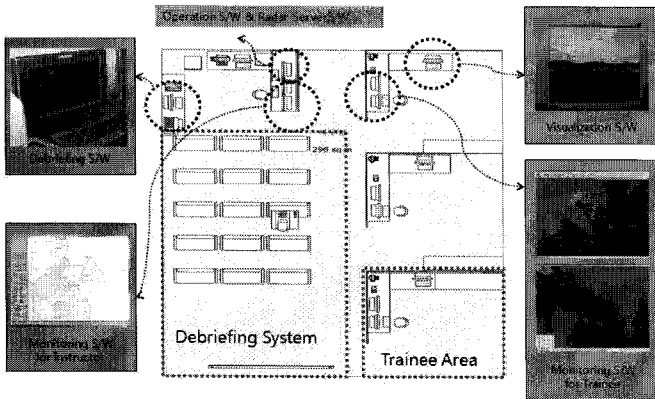 Operation S/W & Radar Server S/W
Debriefing S/W
Visualization S/W
Monitoring S/W
for Instructor
Debriefing System
Trainee Area
Monitoring S/W
for Trainee